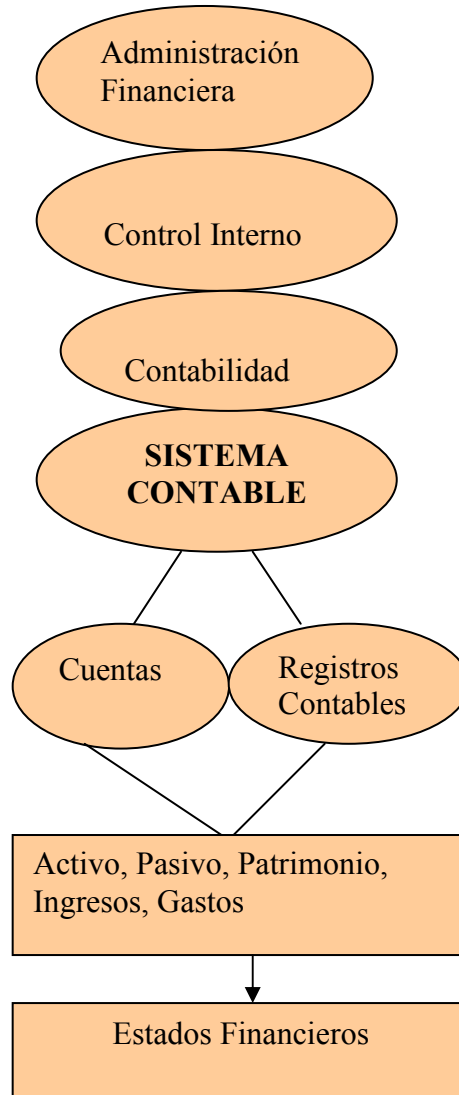 Administración
Financiera
Control Interno
Contabilidad
SISTEMA
CONTABLE
Cuentas
Registros
Contables
Activo, Pasivo, Patrimonio,
Ingresos, Gastos
Estados Financieros